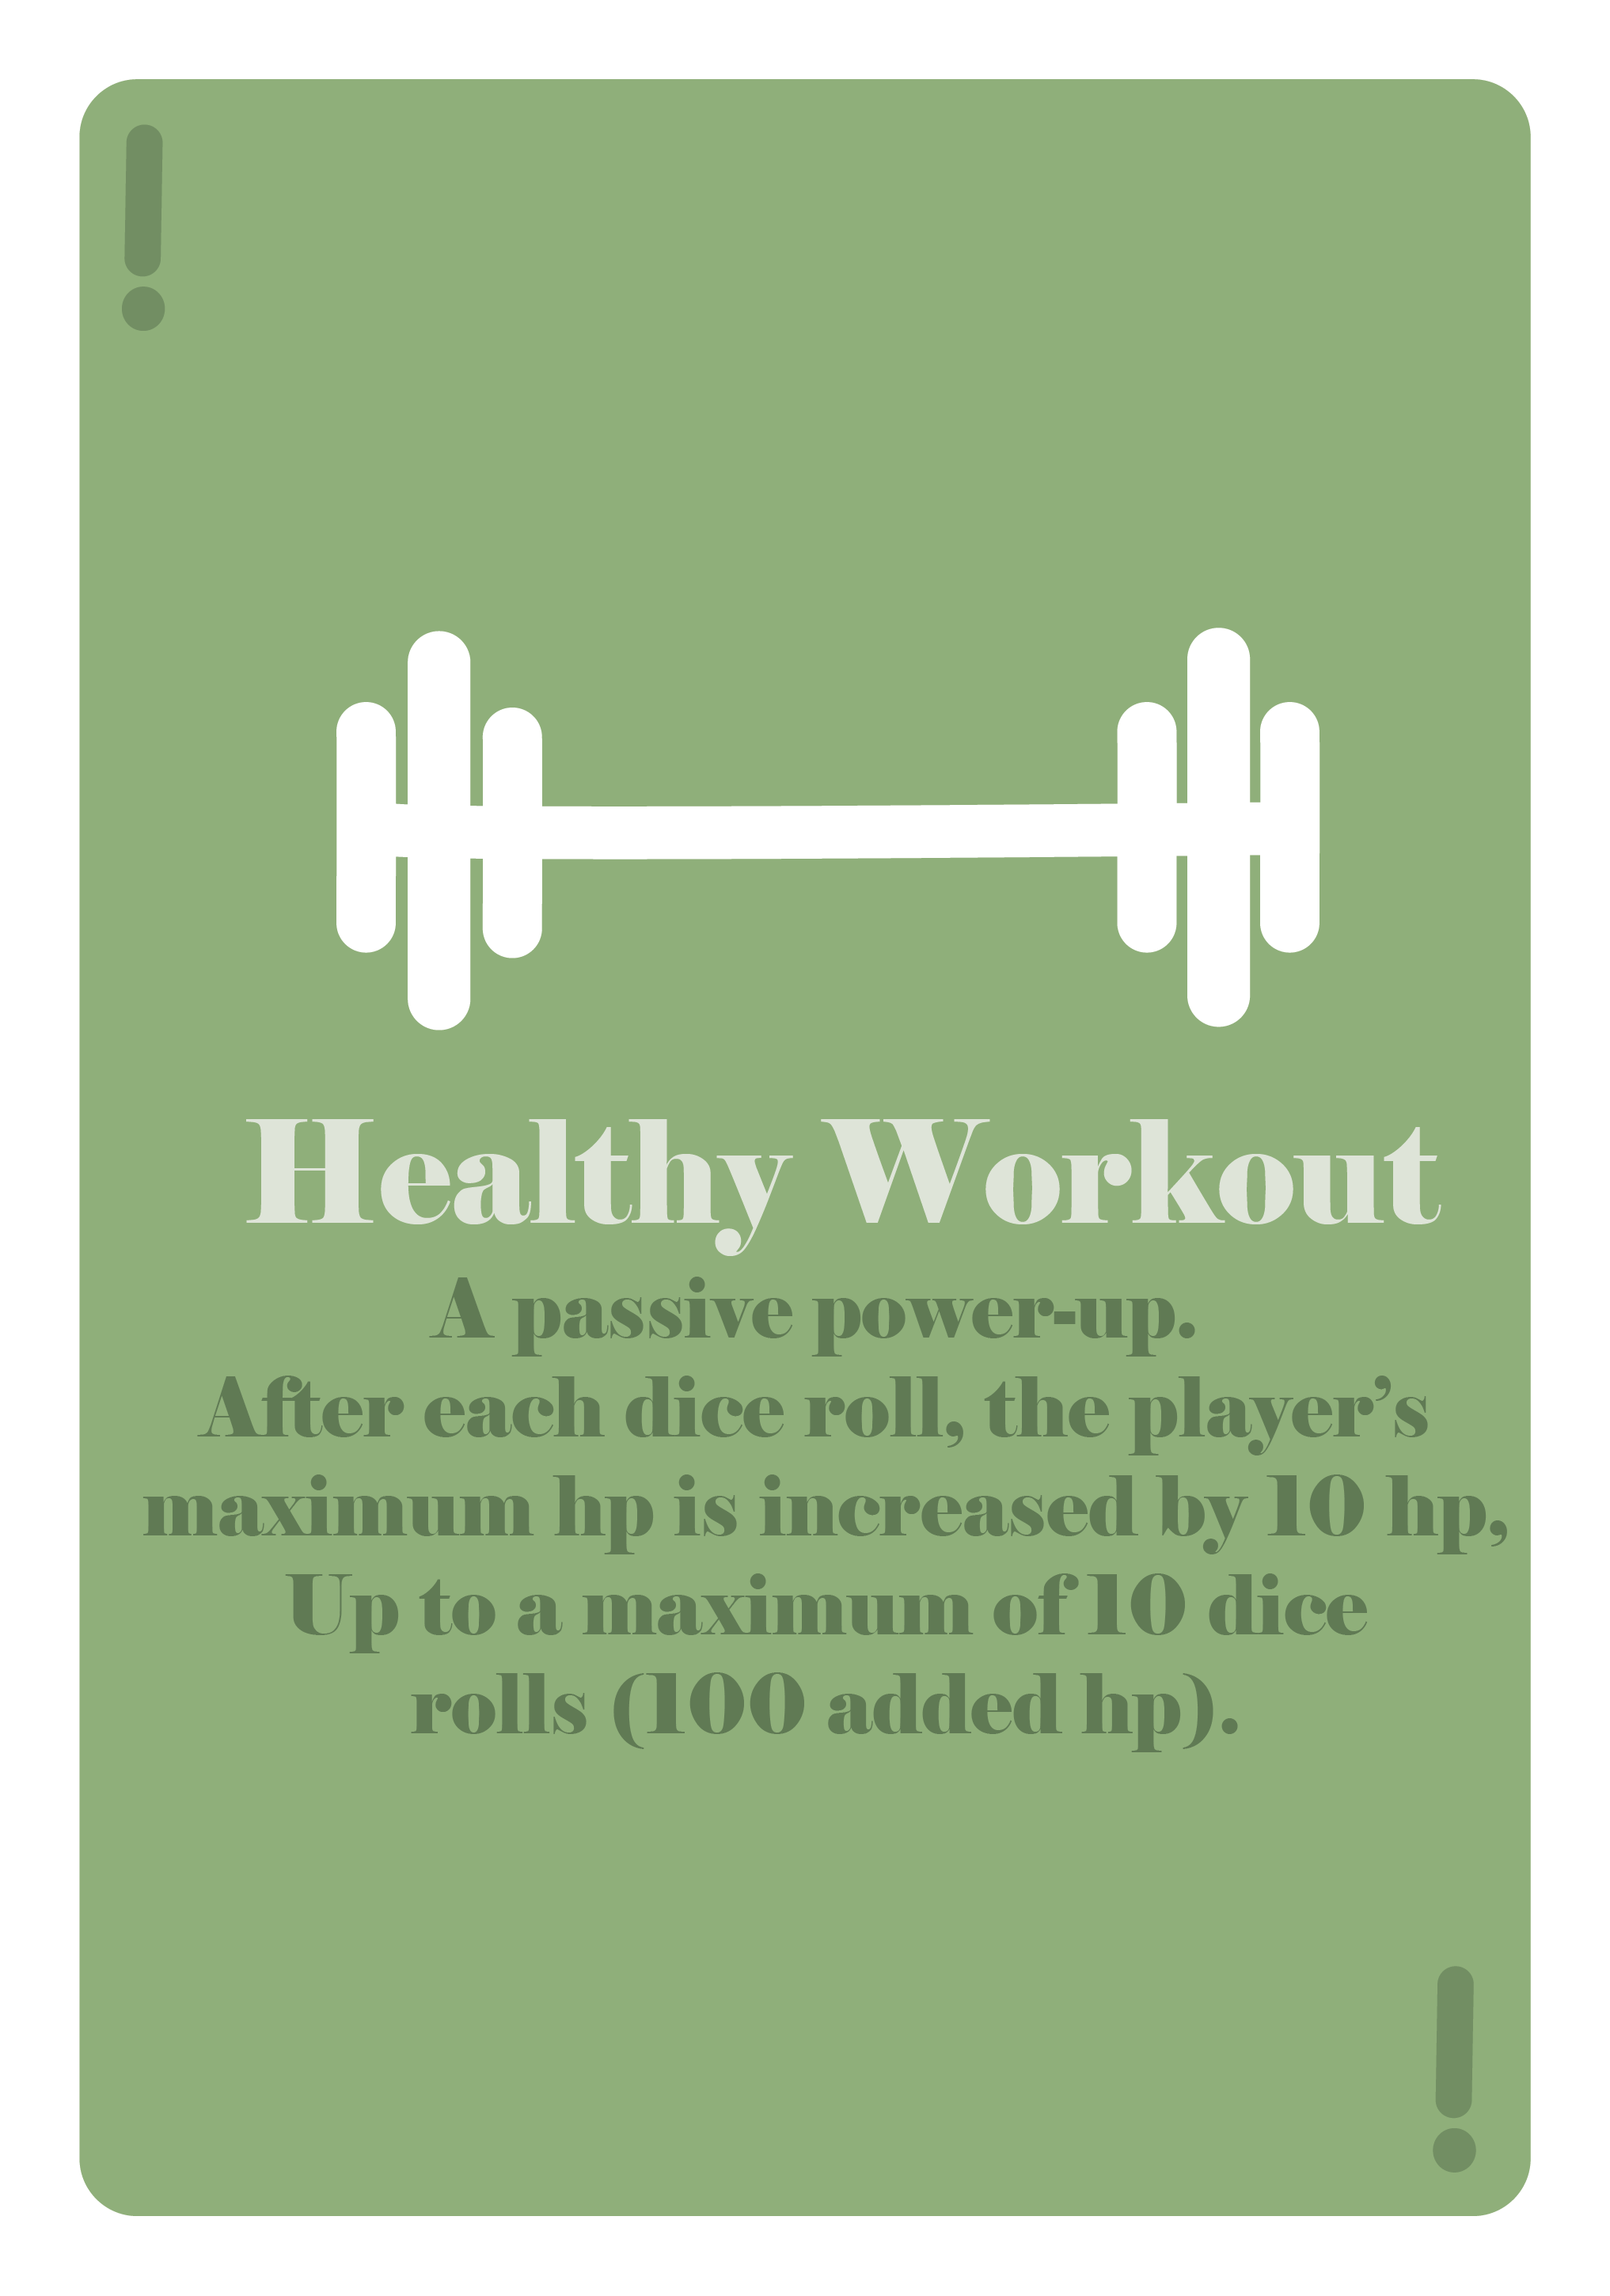 !
Healthy Workout
A passive power-up.
After each dice roll, the player’s
maximum hp is increased by 10 hp,
Up to a maximum of 10 dice
rolls (100 added hp).
!